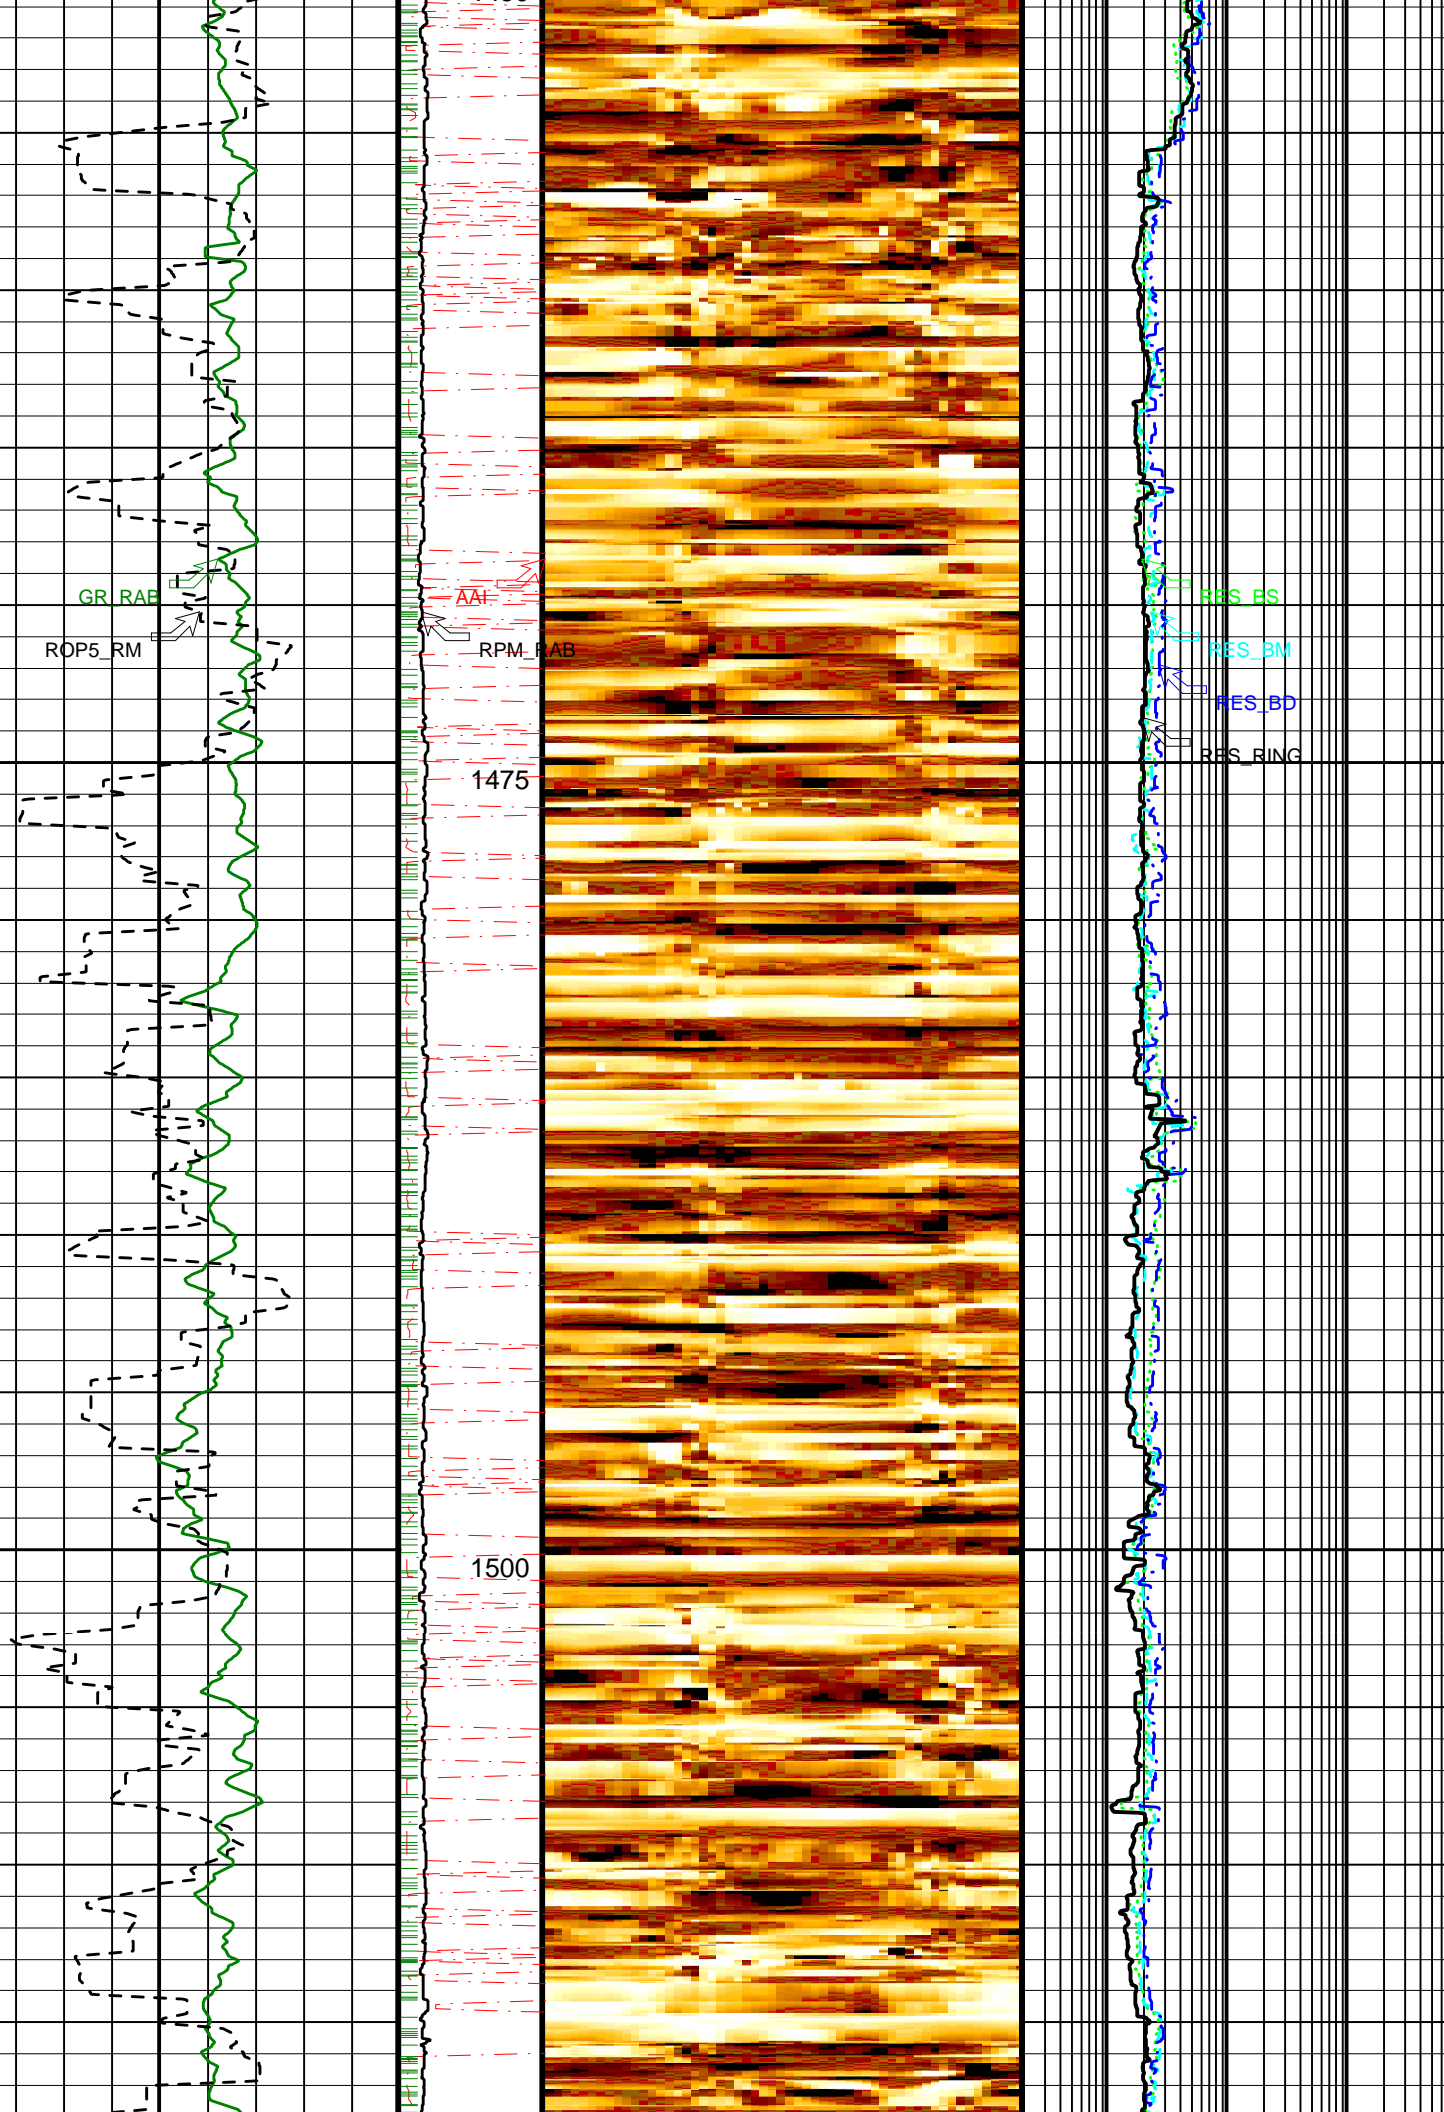 GR_RAB
AAI
RES_BS
ROP5_RM
RPM_RAB
RES_BM
RES_BD
RES_RING
1475
1500